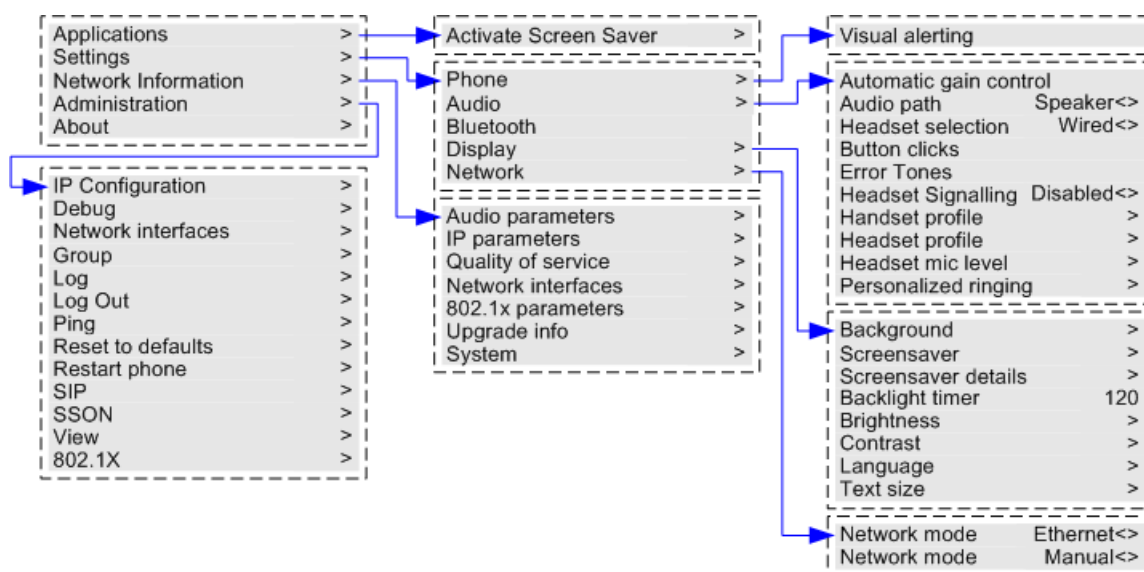 Applications >
Settings >
Network Information >
Administration >
About >
IP Configuration >
Debug >
Network interfaces >
Group >
Log >
Log Out >
Ping >
Reset to defaults >
Restart phone >
SIP >
SSON >
View >
802.1X >
Activate Screen Saver >
Phone >
Audio >
Bluetooth
Display >
Network >
Audio parameters >
IP parameters >
Quality of service >
Network interfaces >
802.1x parameters >
Upgrade info >
System >
Visual alerting
Automatic gain control
Audio path Speaker<>
Headset selection Wired<>
Button clicks
Error Tones
Headset Signalling Disabled<>
Handset profile >
Headset profile >
Headset mic level >
Personalized ringing >
Background >
Screensaver >
Screensaver details >
Backlight timer 120
Brightness >
Contrast >
Language >
Text size >
Network mode Ethernet<>
Network mode Manual<>